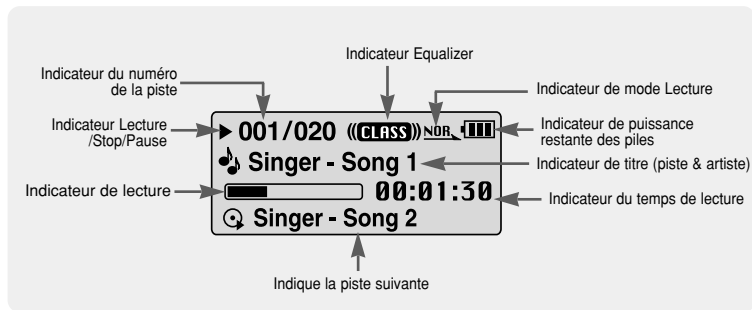 Indicateur Equalizer
Indicateur du numéro
de la piste
Indicateur de mode Lecture
Indicateur Lecture
/Stop/Pause
001/020 ((CLASS)) NOR
Indicateur de puissance
restante des piles
Singer - Song 1
Indicateur de titre (piste & artiste)
Indicateur de lecture
00:01:30
Indicateur du temps de lecture
Singer - Song 2
Indique la piste suivante